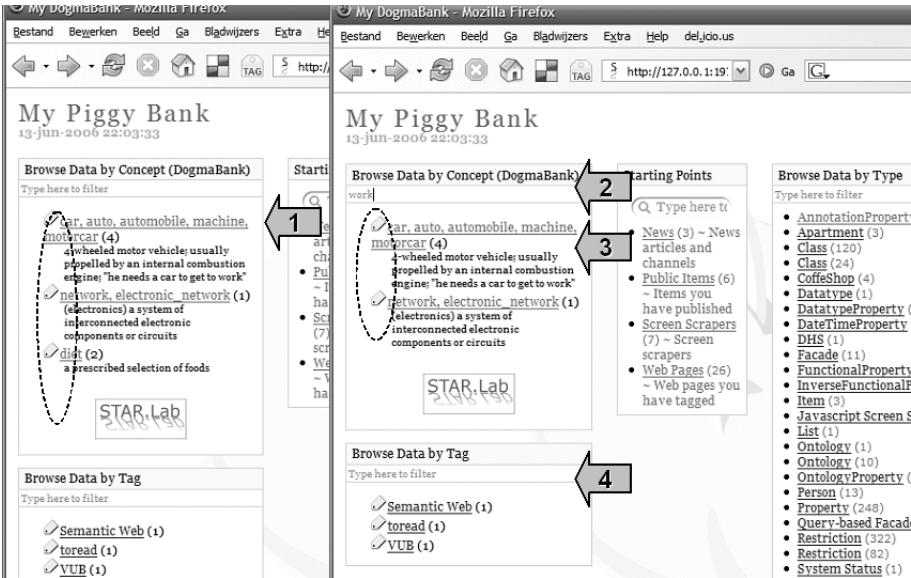 My DogmaBank - Mozilla Firefox
Bestand Bewerken Beeld Ga Bladwijzers Extra He
TAG http:/
My Piggy Bank
13-jun-2006 22:03:33
Browse Data by Concept (DogmaBank)
Type here to filter
car, auto, automobile, machine,
motorcar (4)
4-wheeled motor vehicle; usually
propelled by an internal combustion
engine; "he needs a car to get to work"
network, electronic_network (1)
(electronics) a system of
interconnected electronic
components or circuits
diet (2)
a prescribed selection of foods
STAR.Lab
Browse Data by Tag
Type here to filter
Semantic Web (1)
toread (1)
VUB (1)
Starti
1
My DogmaBank - Mozilla Firefox
Bestand Bewerken Beeld Ga Bladwijzers Extra Help del.icio.us
TAG http://127.0.0.1:19 Ga G
My Piggy Bank
13-jun-2006 22:03:33
Browse Data by Concept (DogmaBank)
work
2
car, auto, automobile, machine,
motorcar (4)
3
4-wheeled motor vehicle; usually
propelled by an internal combustion
engine; "he needs a car to get to work"
network, electronic_network (1)
(electronics) a system of
interconnected electronic
components or circuits
STAR.Lab
Browse Data by Tag
Type here to filter
4
Semantic Web (1)
toread (1)
VUB (1)
Starting Points
Type here to
News (3) ~ News
articles and
channels
Public Items (6)
~ Items you
have published
Screen Scrapers
(7) ~ Screen
scrapers
Web Pages (26)
~ Web pages you
have tagged
Browse Data by Type
Type here to filter
AnnotationProperty
Apartment (3)
Class (120)
Class (24)
CoffeShop (4)
Datatype (1)
DatatypeProperty (
DateTimeProperty
DHS (1)
Facade (11)
FunctionalProperty
InverseFunctionalP
Item (3)
Javascript Screen S
List (1)
Ontology (1)
Ontology (10)
OntologyProperty (
Person (13)
Property (248)
Query-based Facade
Restriction (322)
Restriction (82)
System Status (1)